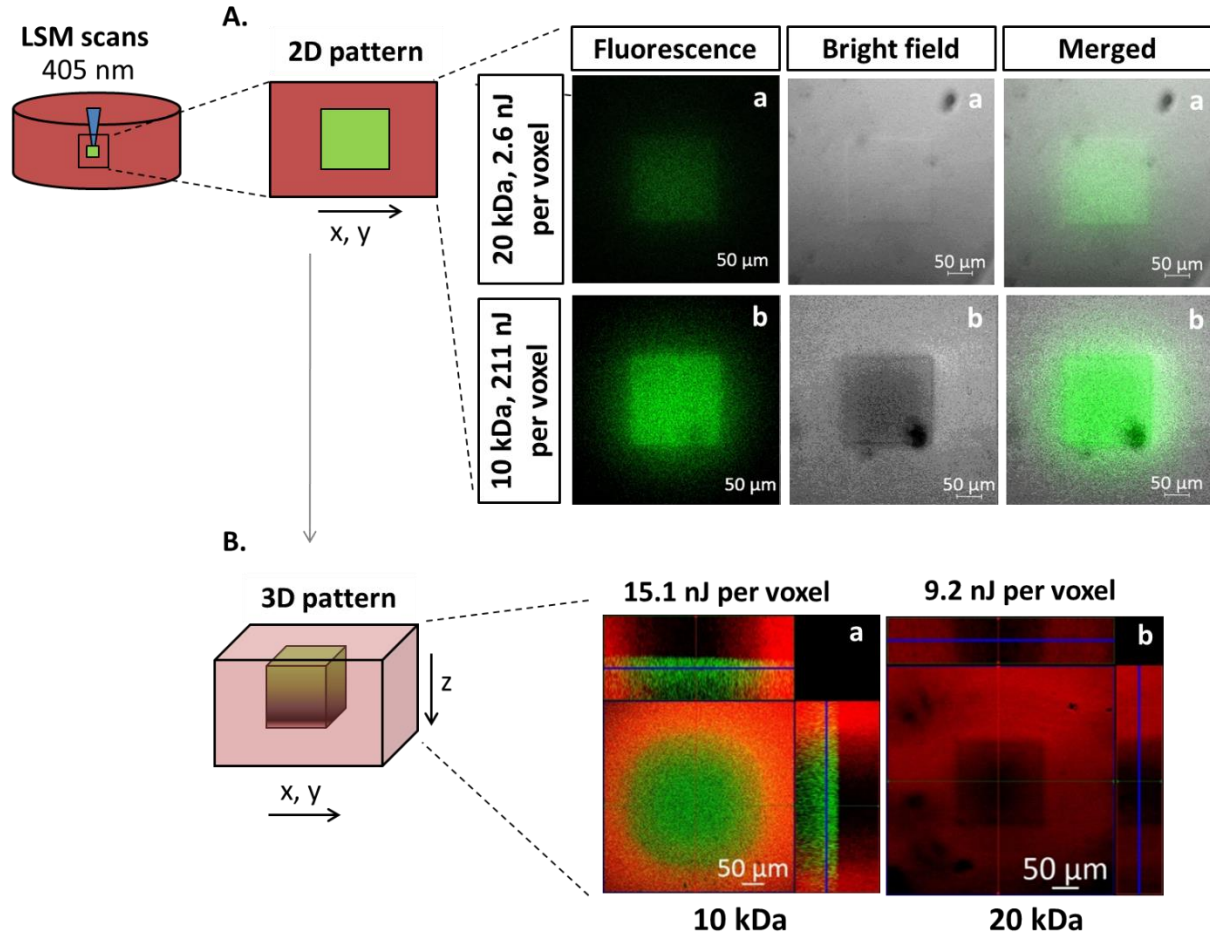 A.
LSM scans
405 nm
2D pattern
x, y
Fluorescence
Bright field
Merged
20 kDa, 2.6 nJ
per voxel
a
50 µm
a
50 µm
a
50 µm
10 kDa, 211 nJ
per voxel
b
50 µm
b
50 µm
b
50 µm
B.
3D pattern
z
x, y
15.1 nJ per voxel
a
50 µm
10 kDa
9.2 nJ per voxel
b
50 µm
20 kDa